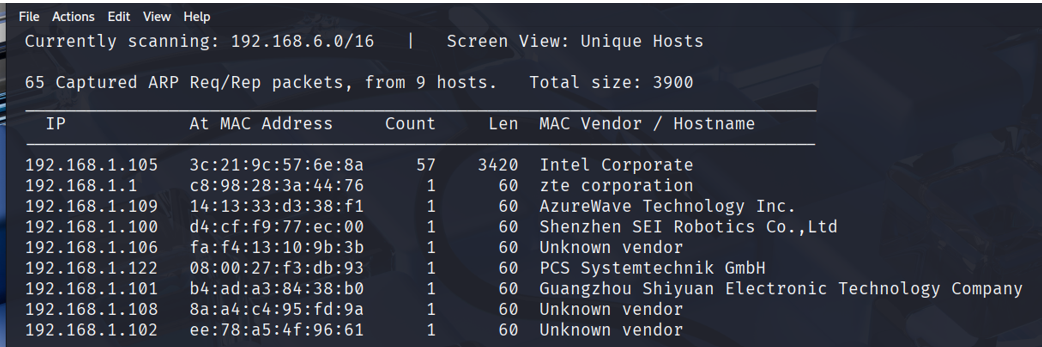 File Actions Edit View Help
Currently scanning: 192.168.6.0/16 | Screen View: Unique Hosts
65 Captured ARP Req/Rep packets, from 9 hosts. Total size: 3900
IP At MAC Address Count Len MAC Vendor / Hostname
192.168.1.105 3c:21:9c:57:6e:8a 57 3420 Intel Corporate
192.168.1.1 c8:98:28:3a:44:76 1 60 zte corporation
192.168.1.109 14:13:33:d3:38:f1 1 60 AzureWave Technology Inc.
192.168.1.100 d4:cf:f9:77:ec:00 1 60 Shenzhen SEI Robotics Co.,Ltd
192.168.1.106 fa:f4:13:10:9b:3b 1 60 Unknown vendor
192.168.1.122 08:00:27:f3:db:93 1 60 PCS Systemtechnik GmbH
192.168.1.101 b4:ad:a3:84:38:b0 1 60 Guangzhou Shiyuan Electronic Technology Company
192.168.1.108 8a:a4:c4:95:fd:9a 1 60 Unknown vendor
192.168.1.102 ee:78:a5:4f:96:61 1 60 Unknown vendor